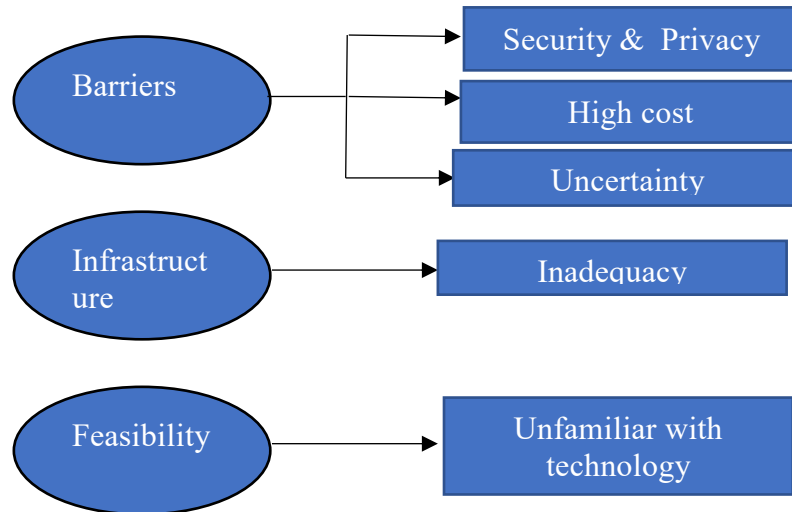 Barriers
Security & Privacy
High cost
Uncertainty
Infrastruct
ure
Inadequacy
Feasibility
Unfamiliar with
technology